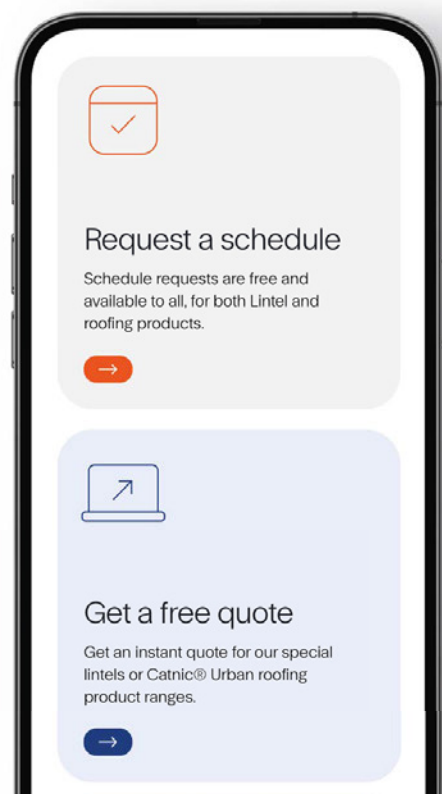 Request a schedule
Schedule requests are free and
available to all, for both Lintel and
roofing products.
Get a free quote
Get an instant quote for our special
lintels or Catnic® Urban roofing
product ranges.